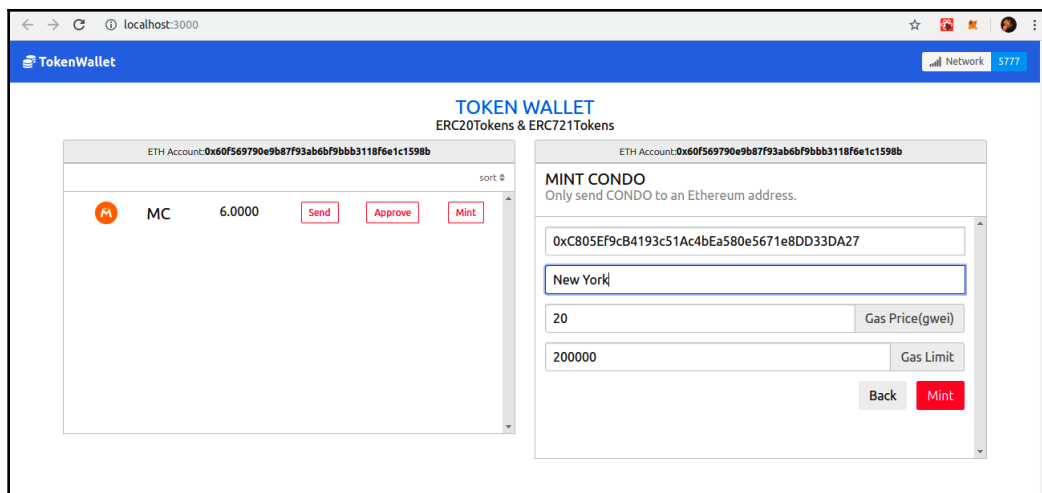 localhost:3000
TokenWallet
Network 5777
TOKEN WALLET
ERC20Tokens & ERC721Tokens
ETH Account:0x60f569790e9b87f93ab6bf9bbb3118f6e1c1598b
sort
MC 6.0000 Send Approve Mint
ETH Account:0x60f569790e9b87f93ab6bf9bbb3118f6e1c1598b
MINT CONDO
Only send CONDO to an Ethereum address.
0xC805Ef9cB4193c51Ac4bEa580e5671e8DD33DA27
New York
20 Gas Price(gwei)
200000 Gas Limit
Back Mint